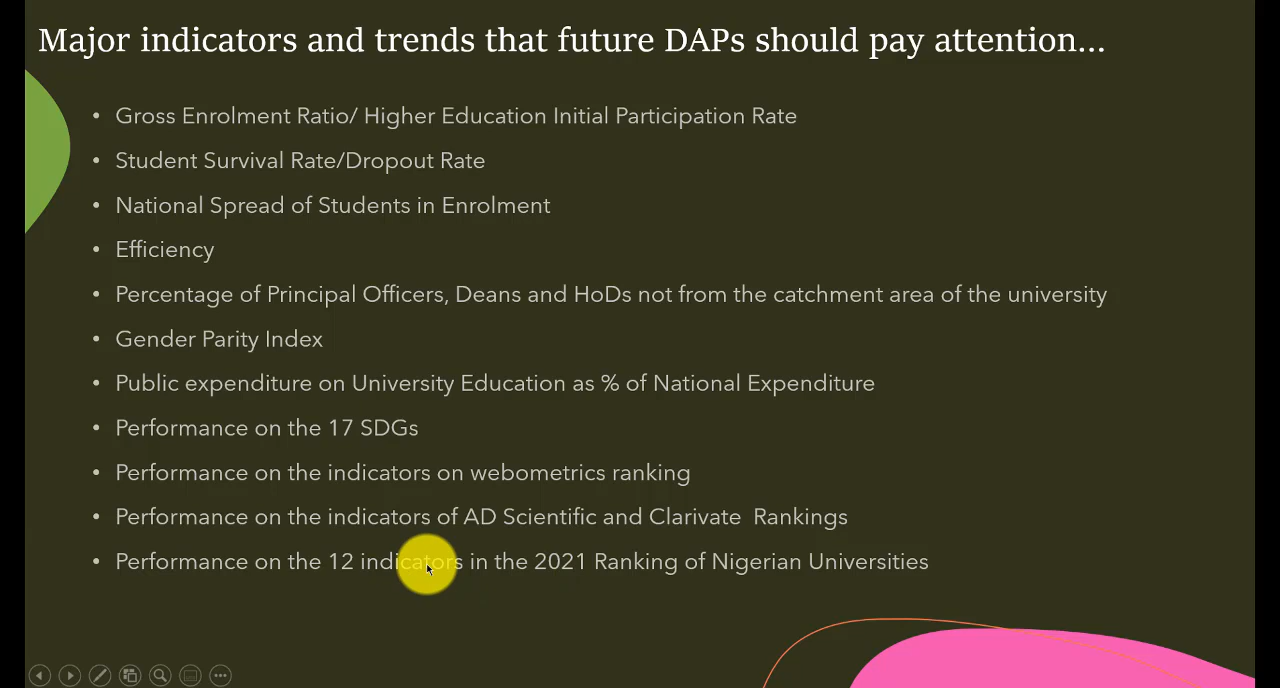 Major indicators and trends that future DAPs should pay attention...
• Gross Enrolment Ratio/ Higher Education Initial Participation Rate
• Student Survival Rate/Dropout Rate
• National Spread of Students in Enrolment
• Efficiency
• Percentage of Principal Officers, Deans and HoDs not from the catchment area of the university
• Gender Parity Index
• Public expenditure on University Education as % of National Expenditure
• Performance on the 17 SDGs
• Performance on the indicators on webometrics ranking
• Performance on the indicators of AD Scientific and Clarivate  Rankings
• Performance on the 12 indicators in the 2021 Ranking of Nigerian Universities